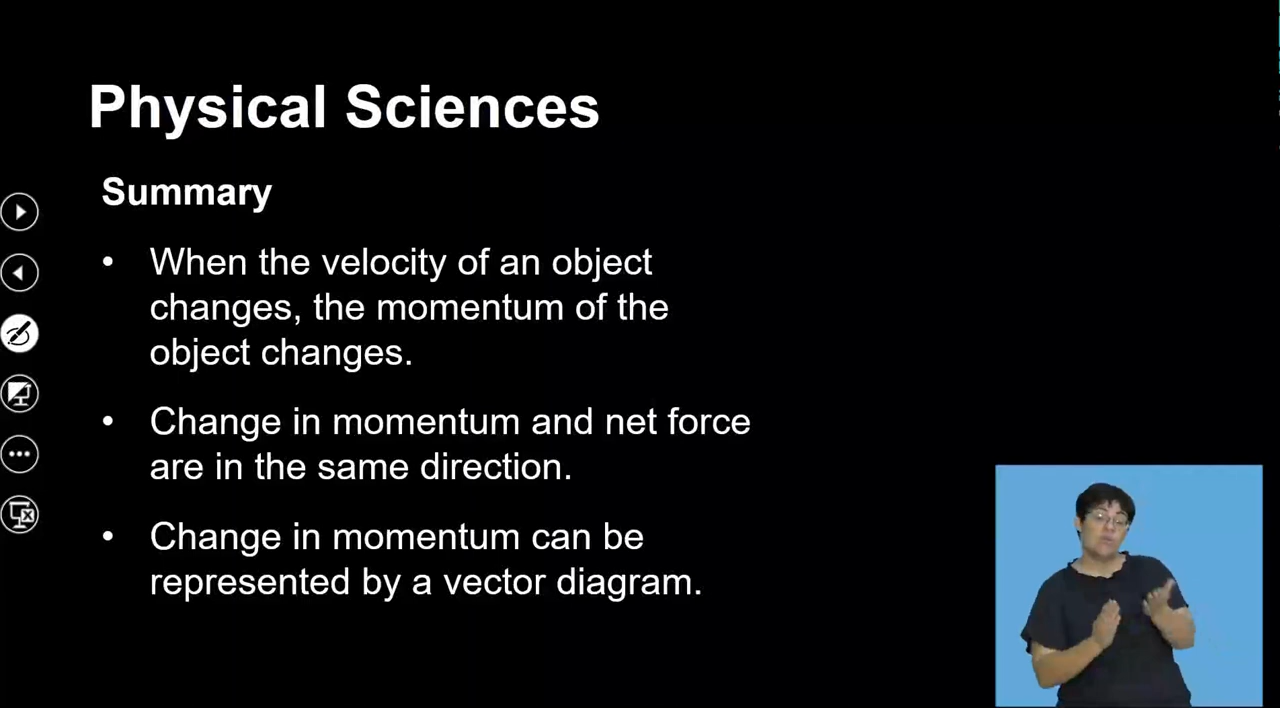 Physical Sciences
Summary
• When the velocity of an object
changes, the momentum of the
object changes.
• Change in momentum and net force
are in the same direction.
• Change in momentum can be
represented by a vector diagram.